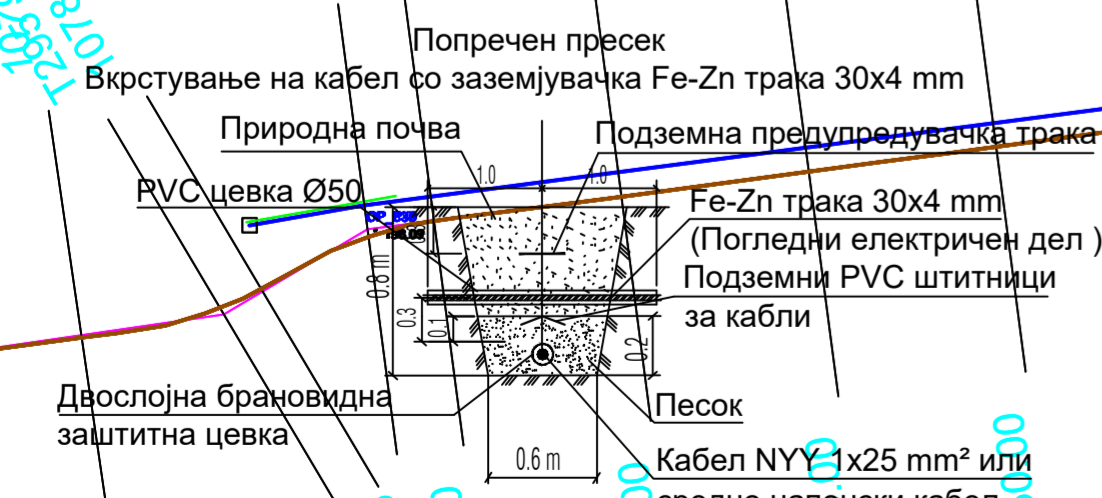 Попречен пресек
Вкрстување на кабел со заземјувачка Fe-Zn трака 30x4 mm
Природна почва
Подземна предупредувачка трака
1.0
1.0
PVC цевка Ø50
Fe-Zn трака 30x4 mm
(Погледни електричен дел )
Подземни PVC штитници
за кабли
0.8 m
0.3
0.1
0.2
Двослојна брановидна
заштитна цевка
Песок
0.6 m
Кабел NYY 1x25 mm² или